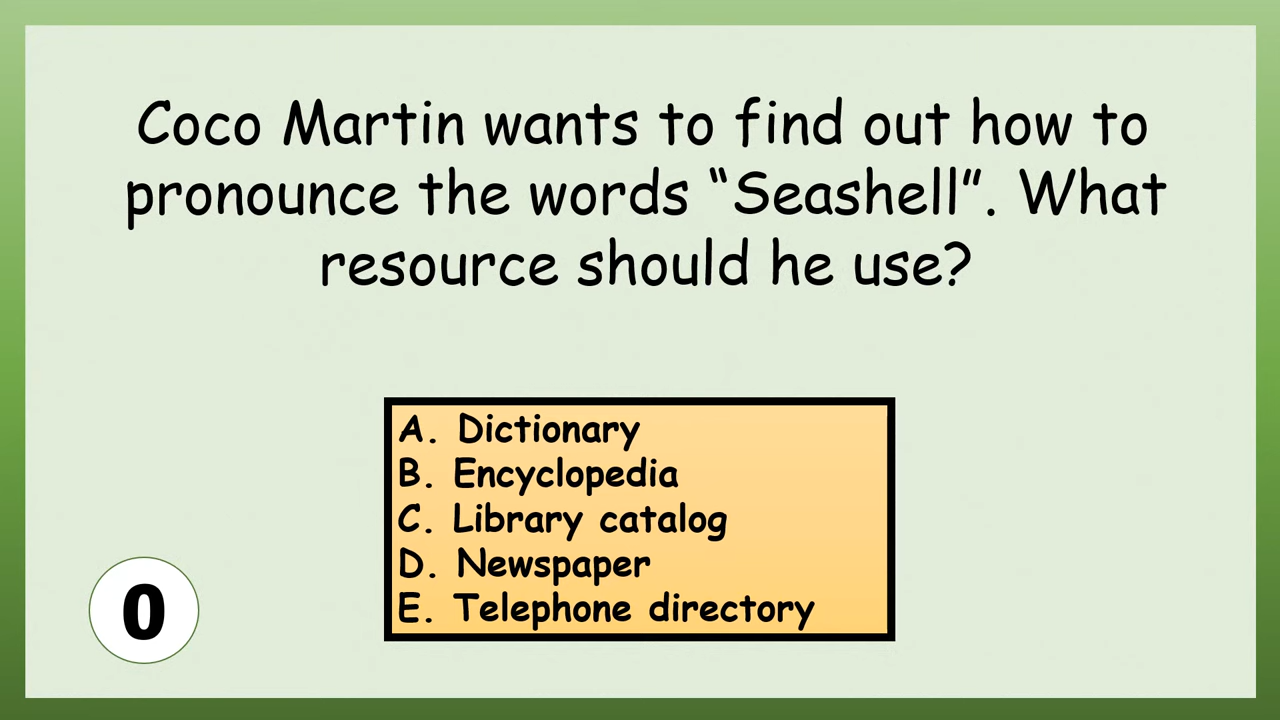 Coco Martin wants to find out how to
pronounce the words “Seashell”. What
resource should he use?
A. Dictionary
B. Encyclopedia
C. Library catalog
D. Newspaper
E. Telephone directory
0